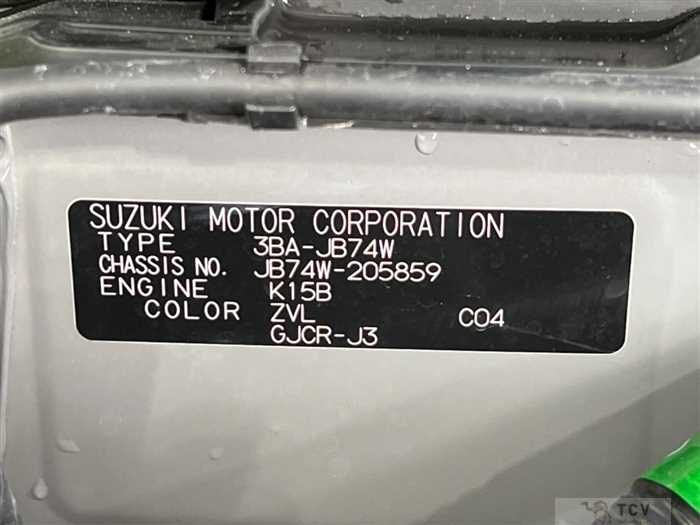 SUZUKI MOTOR CORPORATION
TYPE 3BA-JB74W
CHASSIS NO. JB74W-205859
ENGINE K15B
COLOR ZVL C04
GJCR-J3
TCV